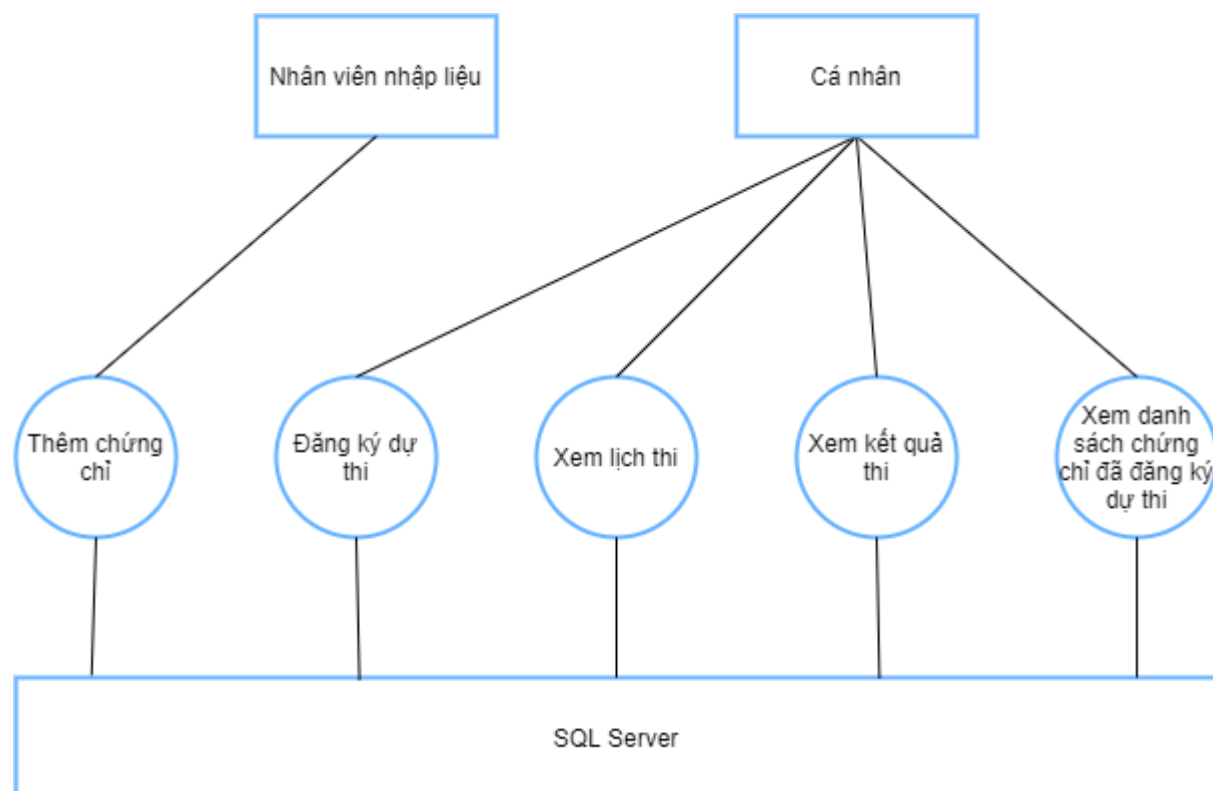 Nhân viên nhập liệu
Cá nhân
Thêm chứng
chỉ
Đăng ký dự
thi
Xem lịch thi
Xem kết quả
thi
Xem danh
sách chứng
chỉ đã đăng ký
dự thi
SQL Server